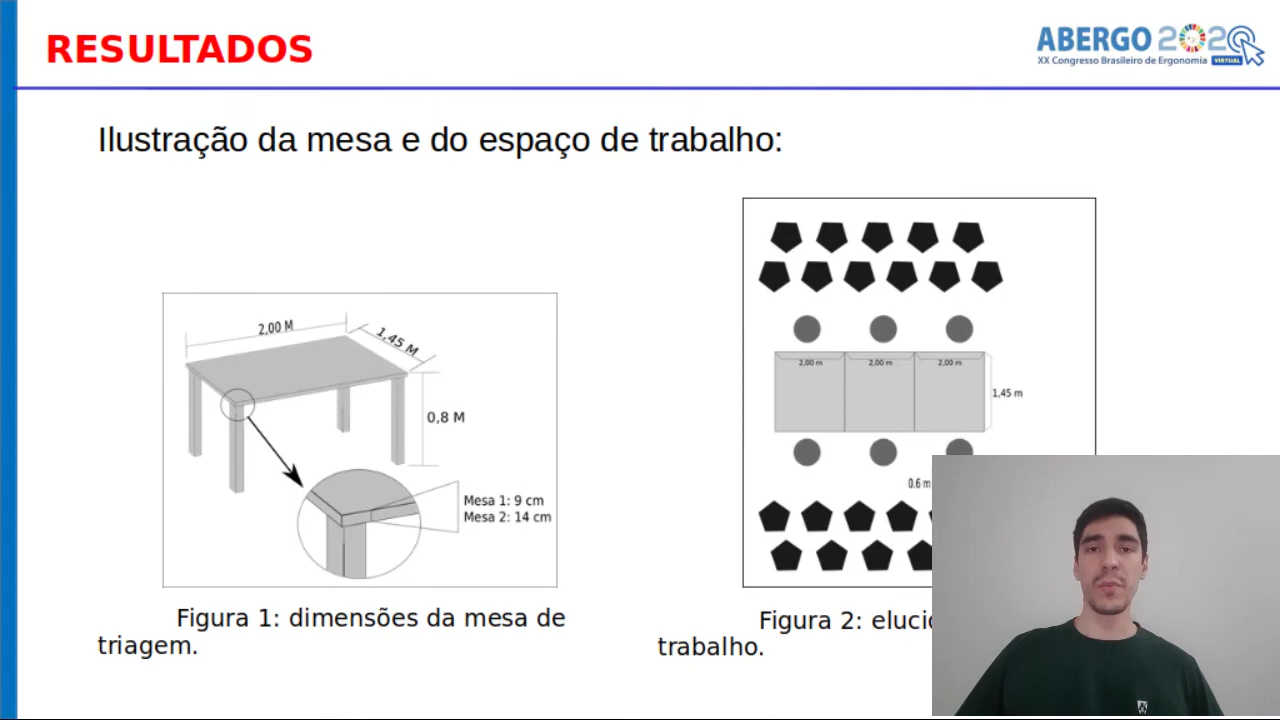 RESULTADOS
ABERGO 2020
XX Congresso Brasileiro de Ergonomia VIRTUAL
Ilustração da mesa e do espaço de trabalho:
2,00 M
1,45 M
0,8 M
Mesa 1: 9 cm
Mesa 2: 14 cm
Figura 1: dimensões da mesa de
triagem.
2,00 m 2,00 m 2,00 m
1,45 m
0.6 m
Figura 2:
trabalho.